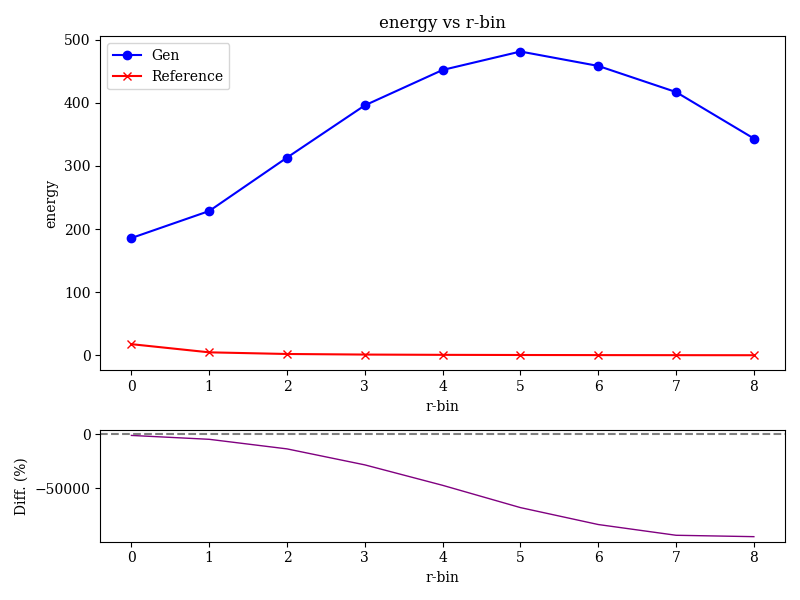 energy vs r-bin
Gen
Reference
energy
500
400
300
200
100
0
0 1 2 3 4 5 6 7 8
r-bin
Diff. (%)
0
−50000
0 1 2 3 4 5 6 7 8
r-bin